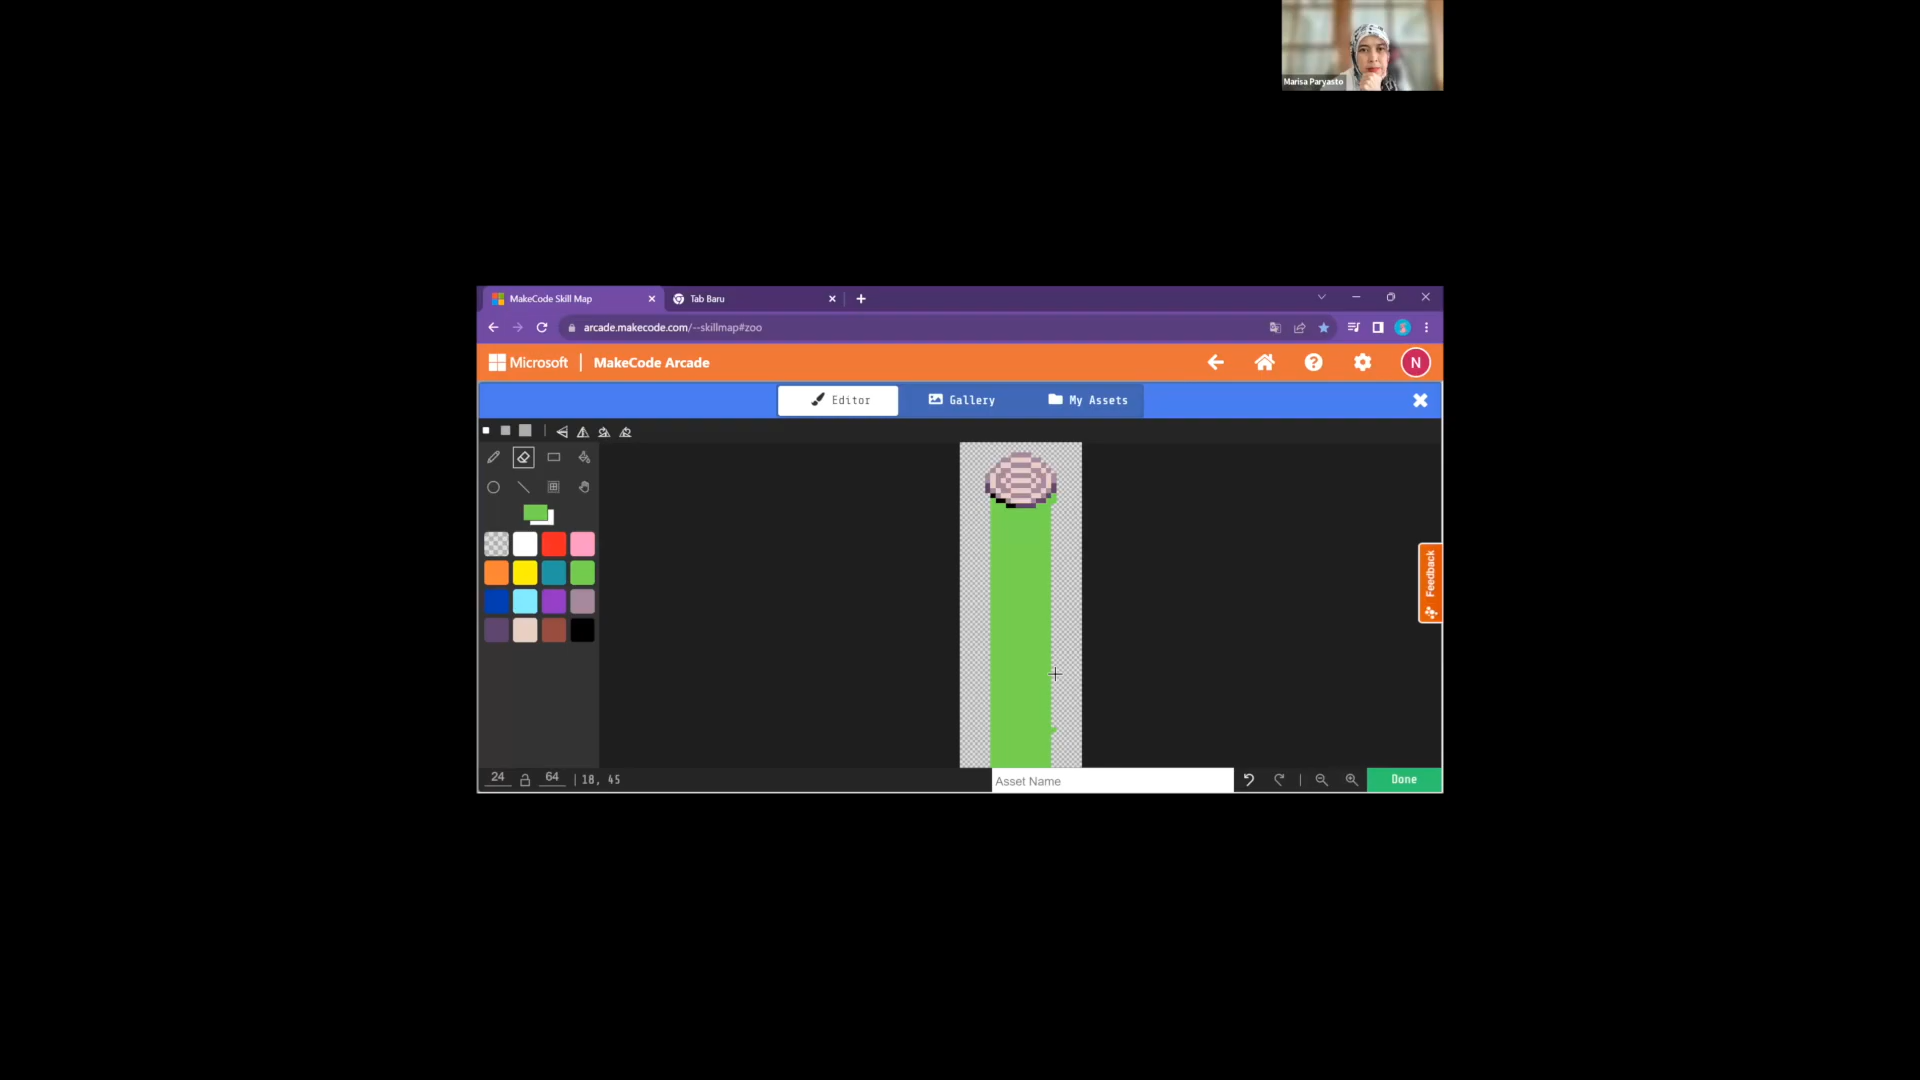 Marisa Paryasto
MakeCode Skill Map
Tab Baru
arcade.makecode.com/--skillmap#zoo
Microsoft | MakeCode Arcade
N
Editor
Gallery
My Assets
Feedback
24
64
18, 45
Asset Name
Done